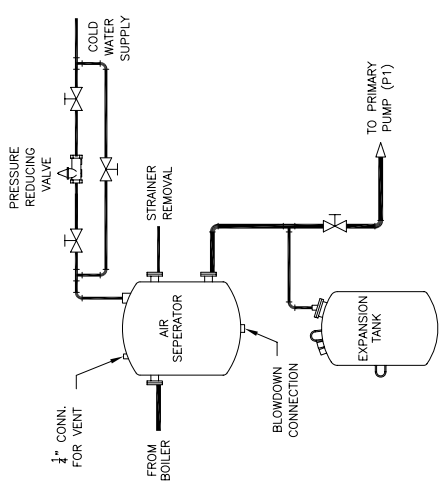 COLD
WATER
SUPPLY
PRESSURE
REDUCING
VALVE
STRAINER
REMOVAL
TO PRIMARY
PUMP (P1)
AIR
SEPERATOR
1/4" CONN.
FOR VENT
FROM
BOILER
BLOWDOWN
CONNECTION
EXPANSION
TANK